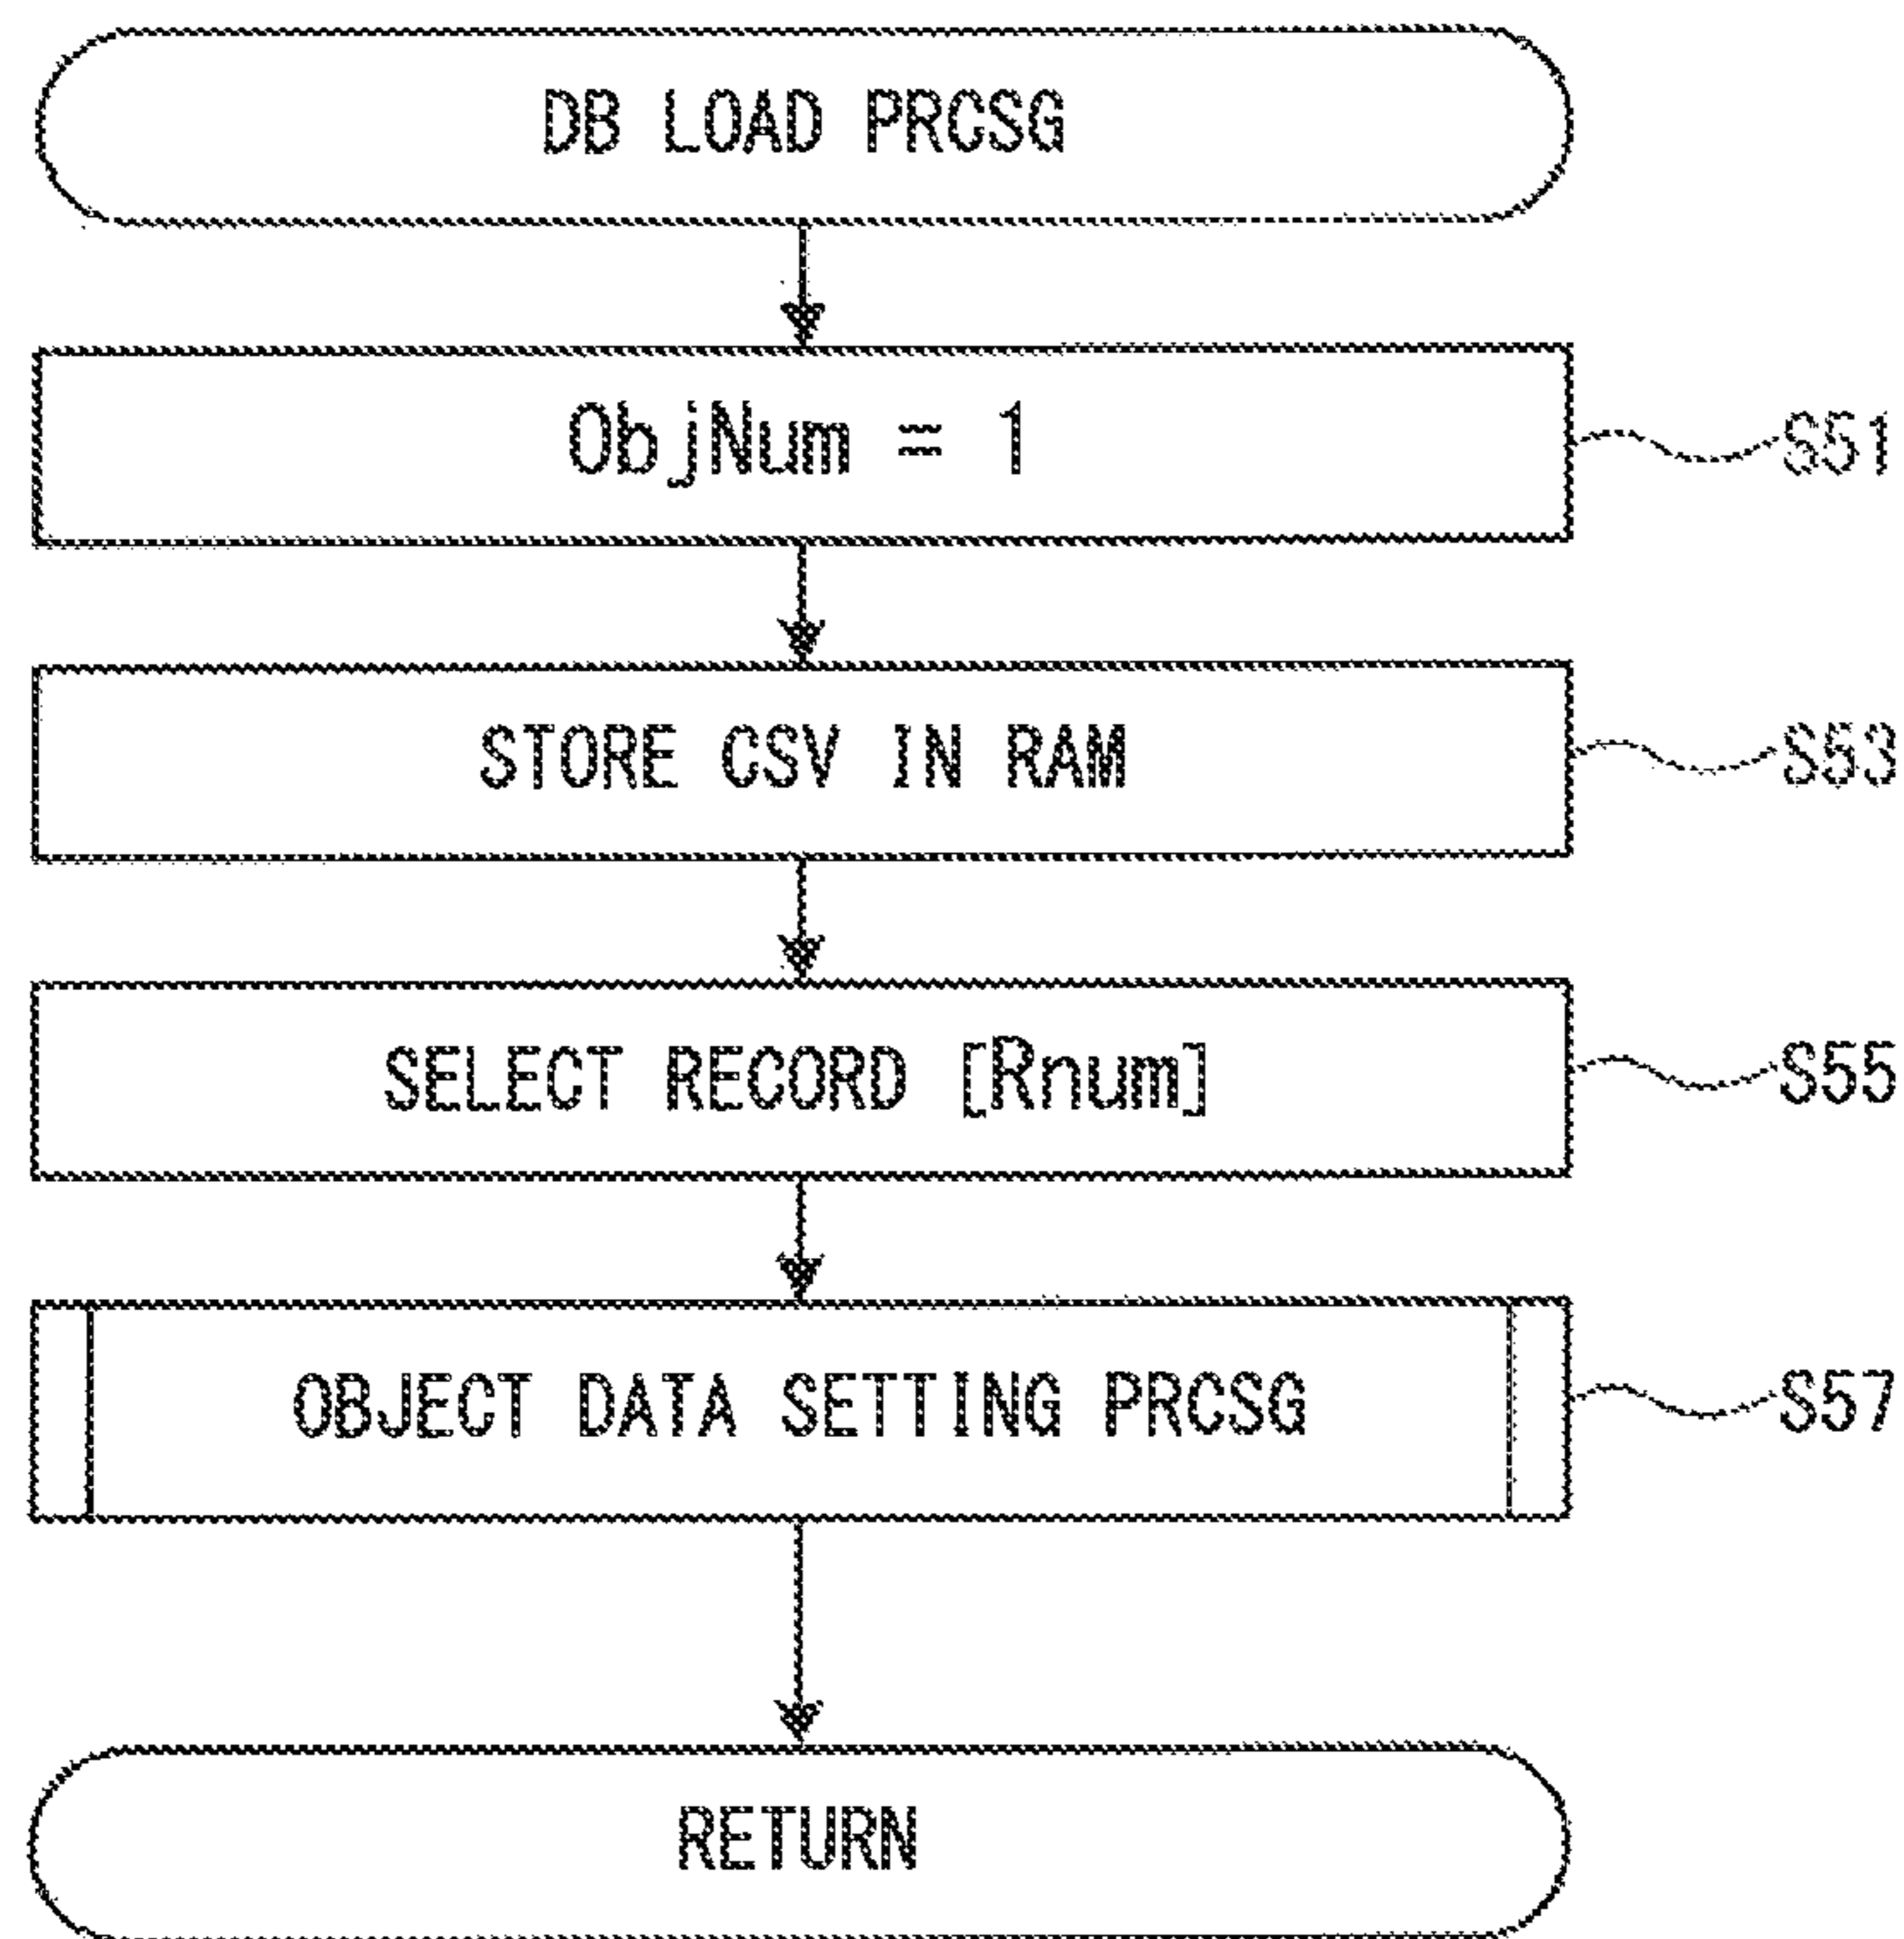 DB LOAD PRCSG
ObjNum = 1
S51
STORE CSV IN RAM
S53
SELECT RECORD [Rnum]
S55
OBJECT DATA SETTING PRCSG
S57
RETURN